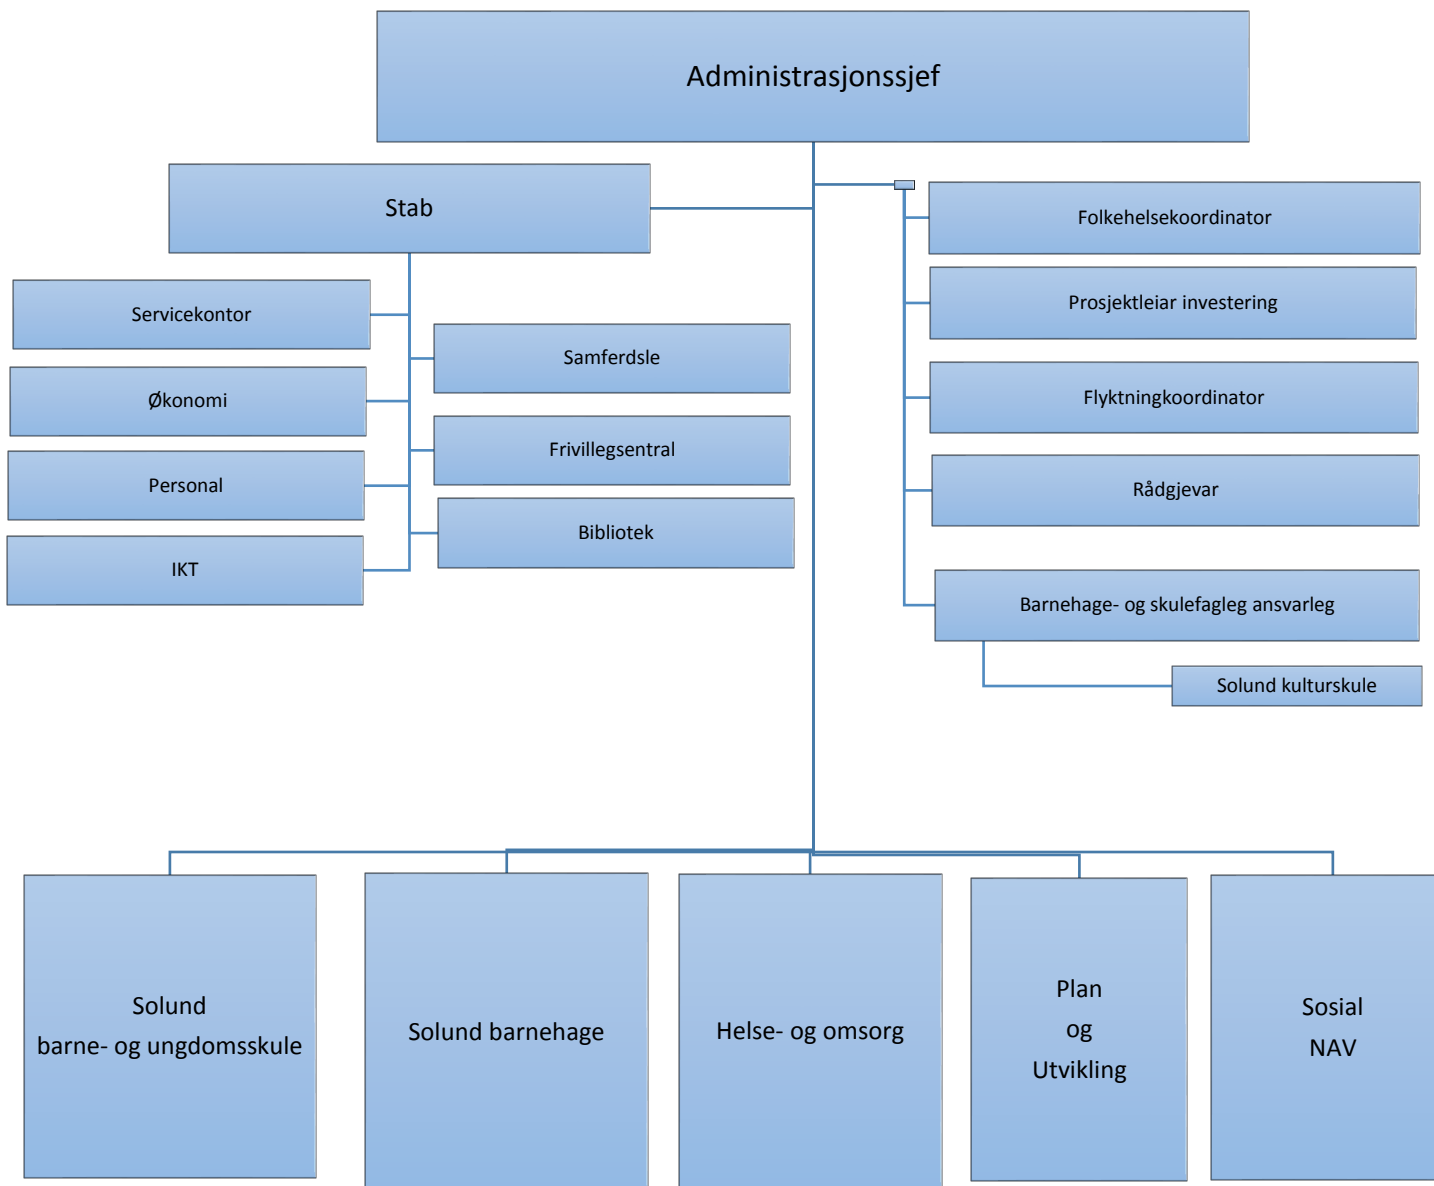 Administrasjonssjef
Stab
Servicekontor
Økonomi
Personal
IKT
Samferdsle
Frivillegsentral
Bibliotek
Folkehelsekoordinator
Prosjektleiar investering
Flyktningkoordinator
Rådgjevar
Barnehage- og skulefagleg ansvarleg
Solund kulturskule
Solund
barne- og ungdomsskule
Solund barnehage
Helse- og omsorg
Plan
og
Utvikling
Sosial
NAV